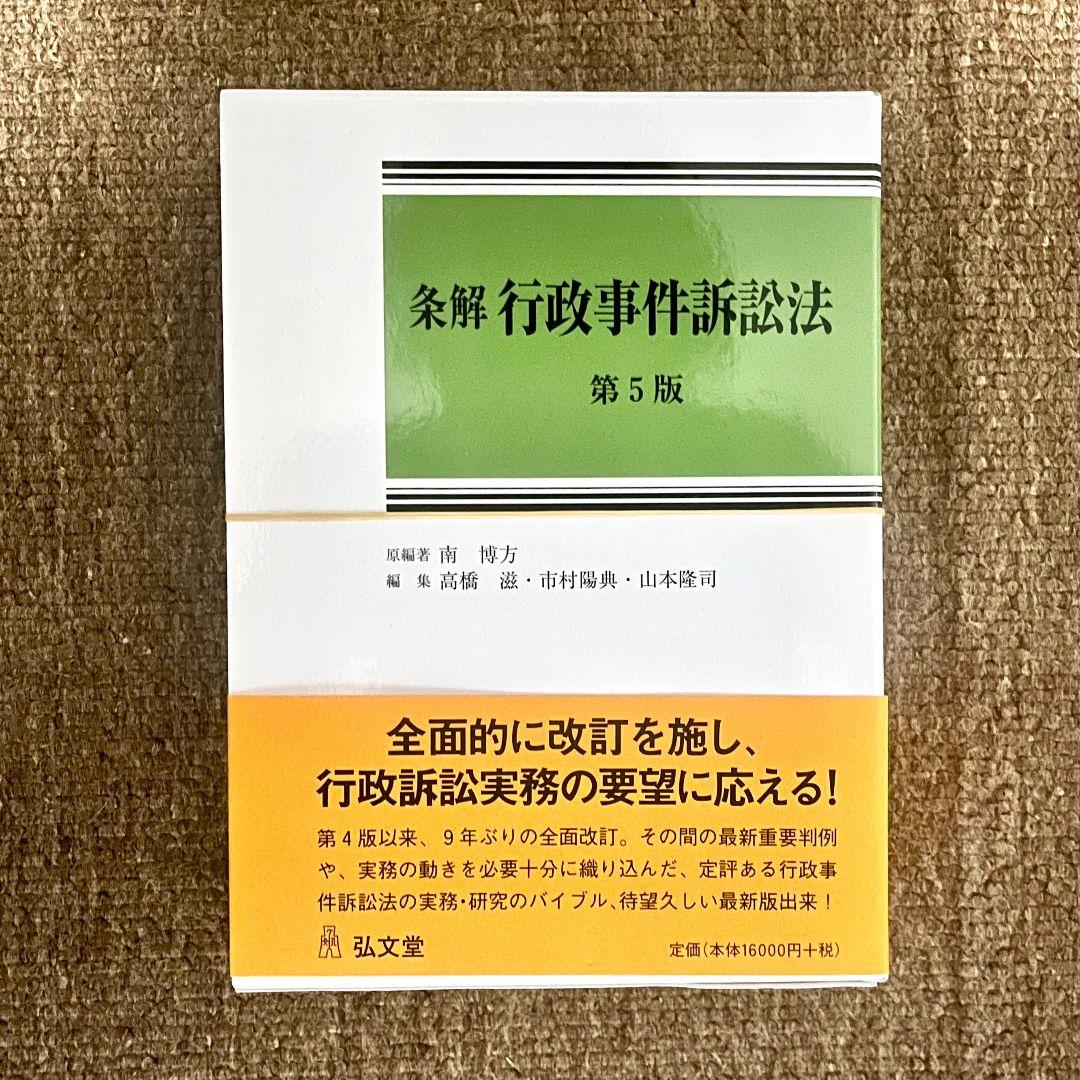 条解 行政事件訴訟法
第5版
原編著 南　博方
編　集 高橋　滋・市村陽典・山本隆司
全面的に改訂を施し、
行政訴訟実務の要望に応える！
第4版以来、9年ぶりの全面改訂。その間の最新重要判例
や、実務の動きを必要十分に織り込んだ、定評ある行政事
件訴訟法の実務・研究のバイブル、待望久しい最新版出来！
弘文堂
定価（本体16000円＋税）